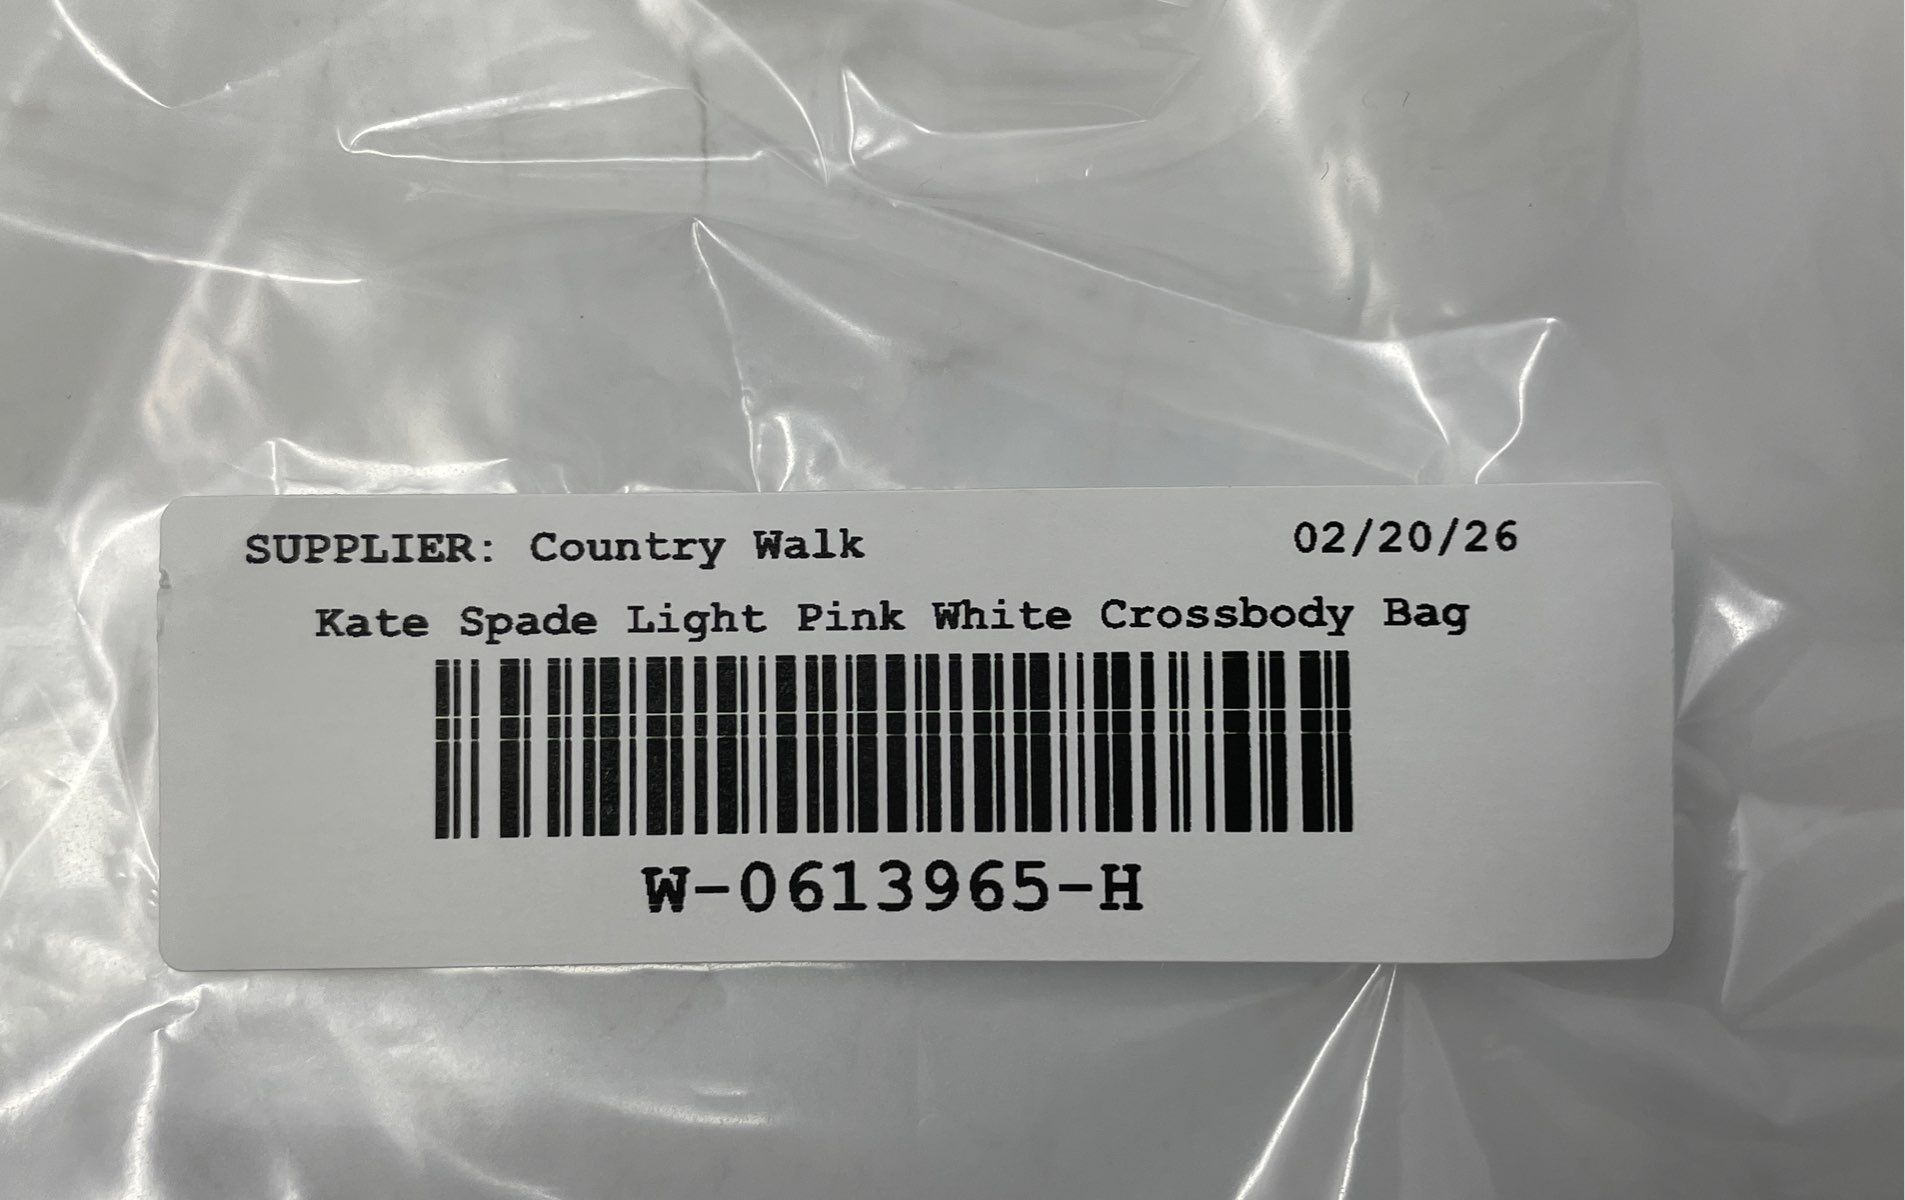 SUPPLIER: Country Walk 02/20/26
Kate Spade Light Pink White Crossbody Bag
W-0613965-H